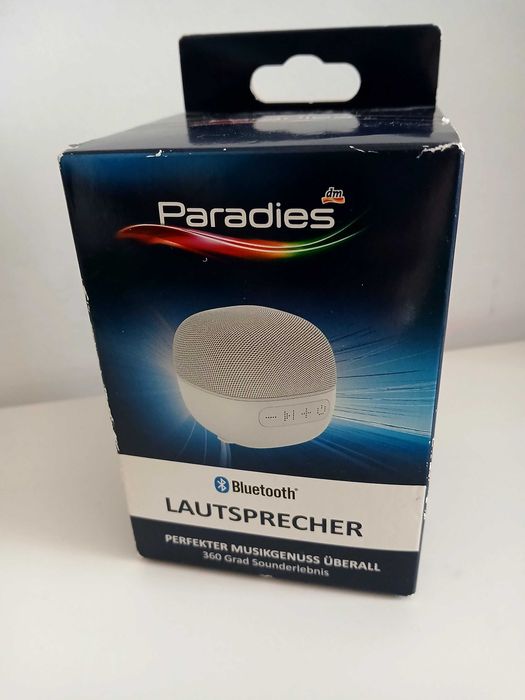 dm
Paradies
Bluetooth®
LAUTSPRECHER
PERFEKTER MUSIKGENUSS ÜBERALL
360 Grad Sounderlebnis